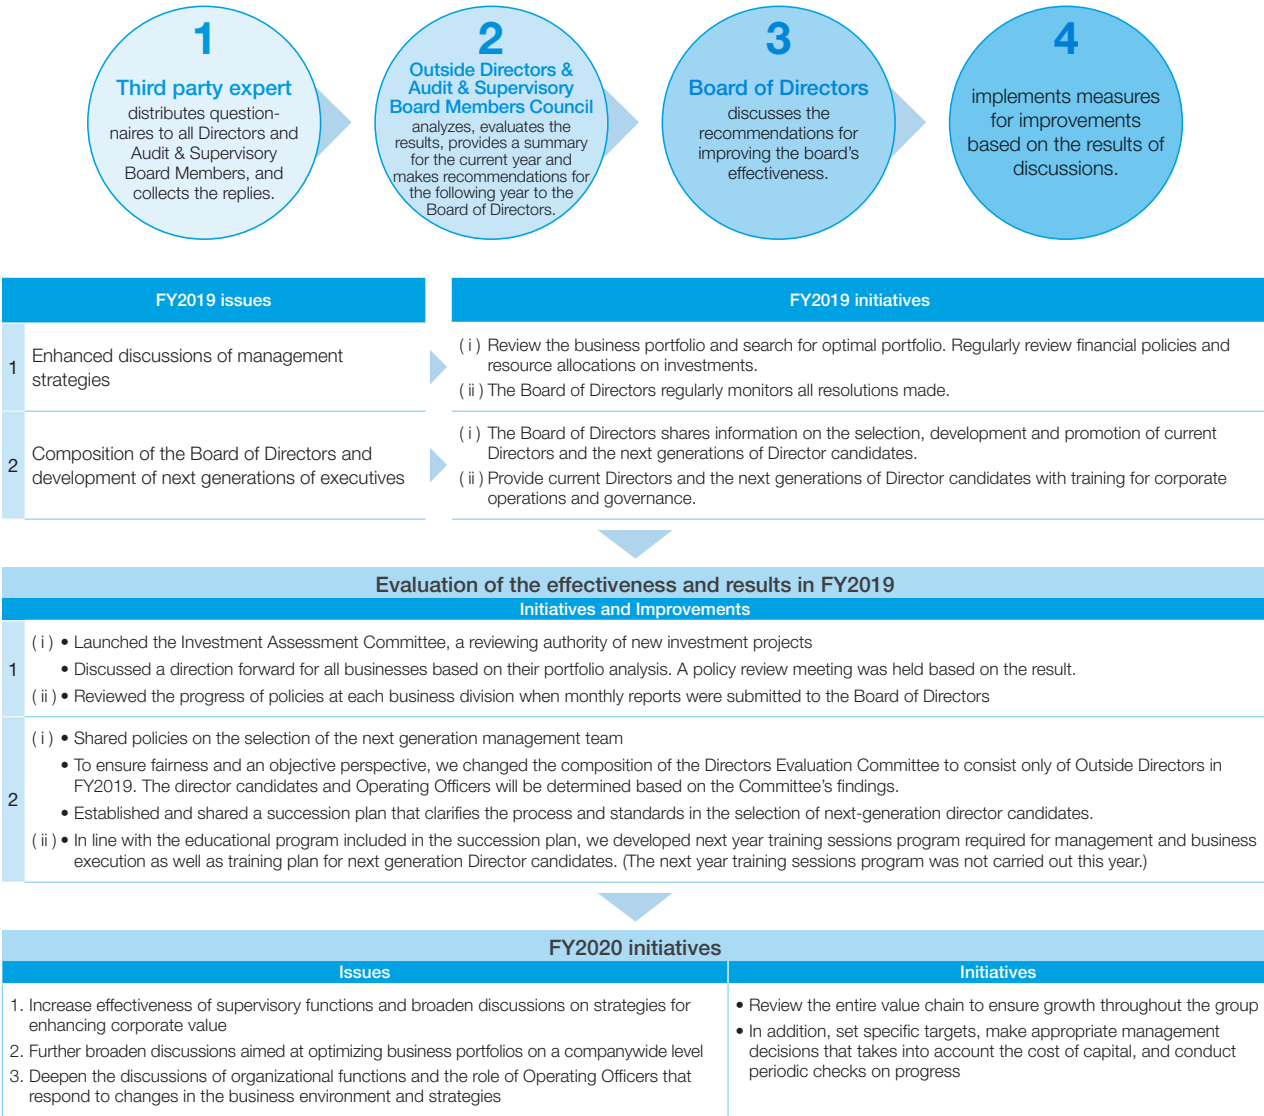 1
Third party expert
distributes question-
naires to all Directors and
Audit & Supervisory
Board Members, and
collects the replies.
2
Outside Directors &
Audit & Supervisory
Board Members Council
analyzes, evaluates the
results, provides a summary
for the current year and
makes recommendations for
the following year to the
Board of Directors.
3
Board of Directors
discusses the
recommendations for
improving the board's
effectiveness.
4
implements measures
for improvements
based on the results of
discussions.
FY2019 issues
FY2019 initiatives
1
Enhanced discussions of management
strategies
( i ) Review the business portfolio and search for optimal portfolio. Regularly review financial policies and
resource allocations on investments.
( ii ) The Board of Directors regularly monitors all resolutions made.
2
Composition of the Board of Directors and
development of next generations of executives
( i ) The Board of Directors shares information on the selection, development and promotion of current
Directors and the next generations of Director candidates.
( ii ) Provide current Directors and the next generations of Director candidates with training for corporate
operations and governance.
Evaluation of the effectiveness and results in FY2019
Initiatives and Improvements
1
( i ) • Launched the Investment Assessment Committee, a reviewing authority of new investment projects
• Discussed a direction forward for all businesses based on their portfolio analysis. A policy review meeting was held based on the result.
( ii ) • Reviewed the progress of policies at each business division when monthly reports were submitted to the Board of Directors
2
( i ) • Shared policies on the selection of the next generation management team
• To ensure fairness and an objective perspective, we changed the composition of the Directors Evaluation Committee to consist only of Outside Directors in
FY2019. The director candidates and Operating Officers will be determined based on the Committee's findings.
• Established and shared a succession plan that clarifies the process and standards in the selection of next-generation director candidates.
( ii ) • In line with the educational program included in the succession plan, we developed next year training sessions program required for management and business
execution as well as training plan for next generation Director candidates. (The next year training sessions program was not carried out this year.)
FY2020 initiatives
Issues
Initiatives
1. Increase effectiveness of supervisory functions and broaden discussions on strategies for
enhancing corporate value
2. Further broaden discussions aimed at optimizing business portfolios on a companywide level
3. Deepen the discussions of organizational functions and the role of Operating Officers that
respond to changes in the business environment and strategies
• Review the entire value chain to ensure growth throughout the group
• In addition, set specific targets, make appropriate management
decisions that takes into account the cost of capital, and conduct
periodic checks on progress